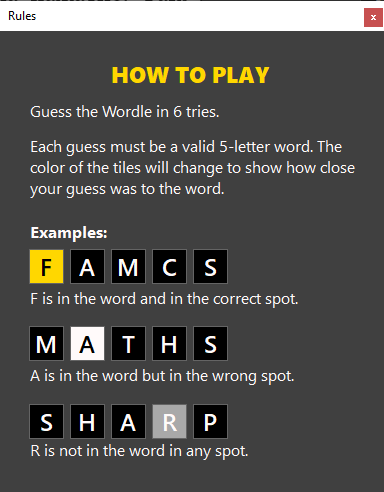 Rules
x
HOW TO PLAY
Guess the Wordle in 6 tries.
Each guess must be a valid 5-letter word. The
color of the tiles will change to show how close
your guess was to the word.
Examples:
F A M C S
F is in the word and in the correct spot.
M A T H S
A is in the word but in the wrong spot.
S H A R P
R is not in the word in any spot.